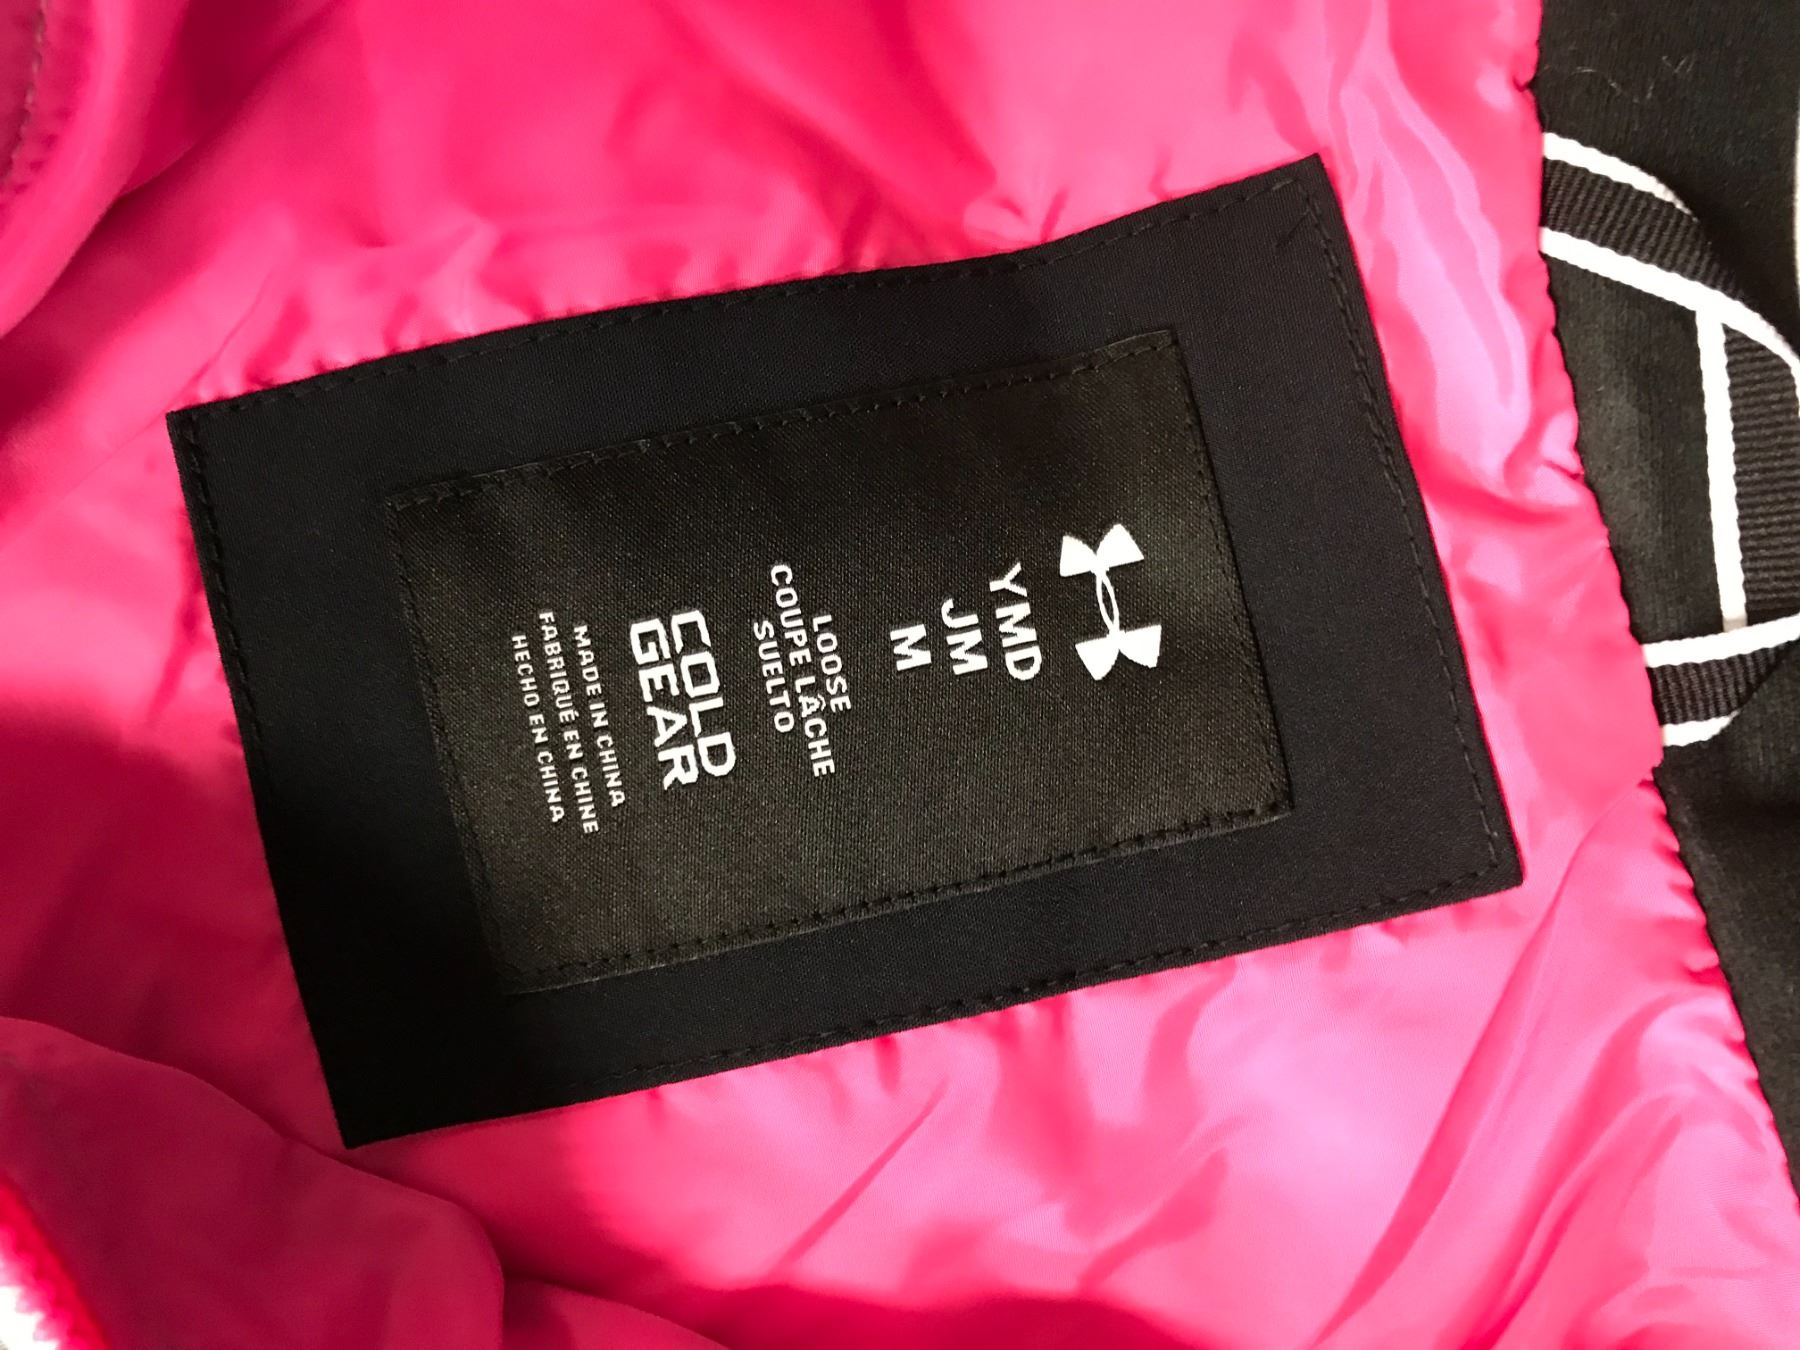 YMD
JM
M
LOOSE
COUPE LÂCHE
SUELTO
COLD
GEAR
MADE IN CHINA
FABRIQUÉ EN CHINE
HECHO EN CHINA